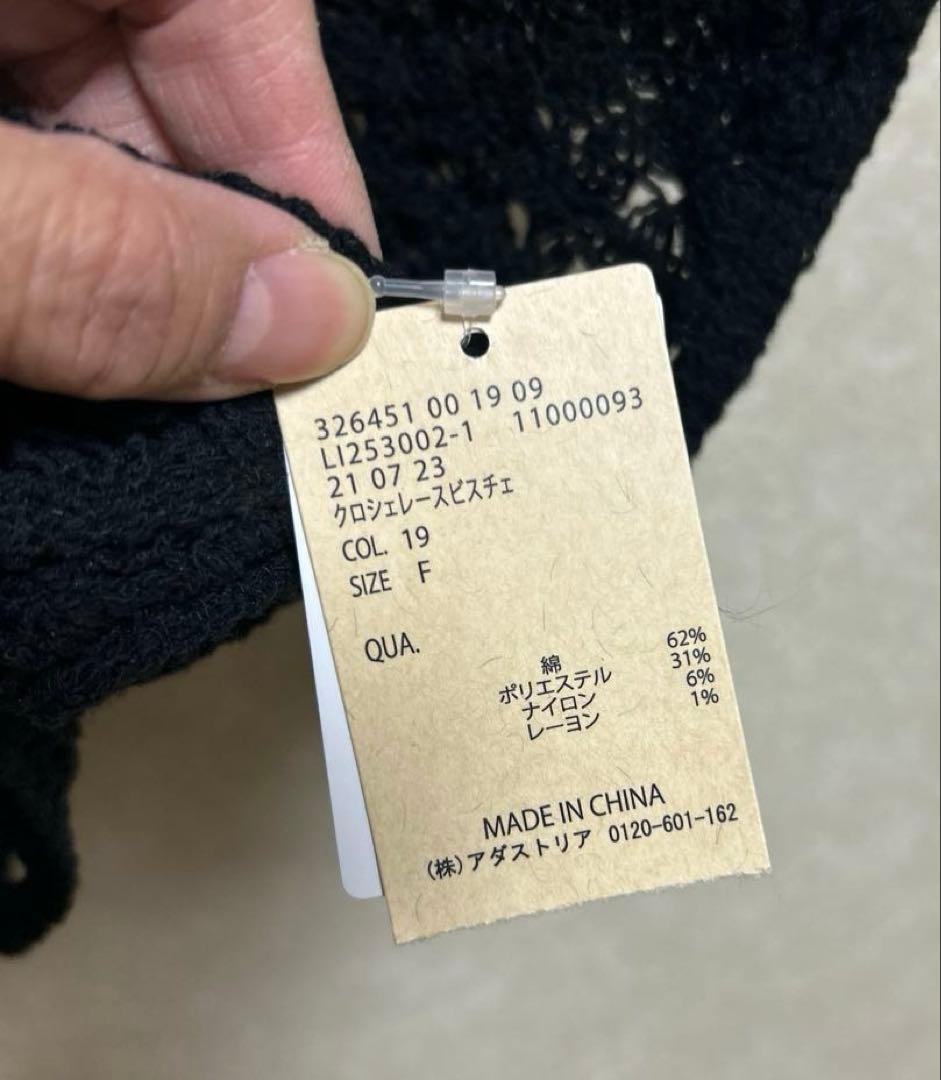 326451 00 19 09
LI253002-1 11000093
21 07 23
クロシェレースビスチェ
COL. 19
SIZE F
QUA.
綿 62%
ポリエステル 31%
ナイロン 6%
レーヨン 1%
MADE IN CHINA
(株)アダストリア 0120-601-162